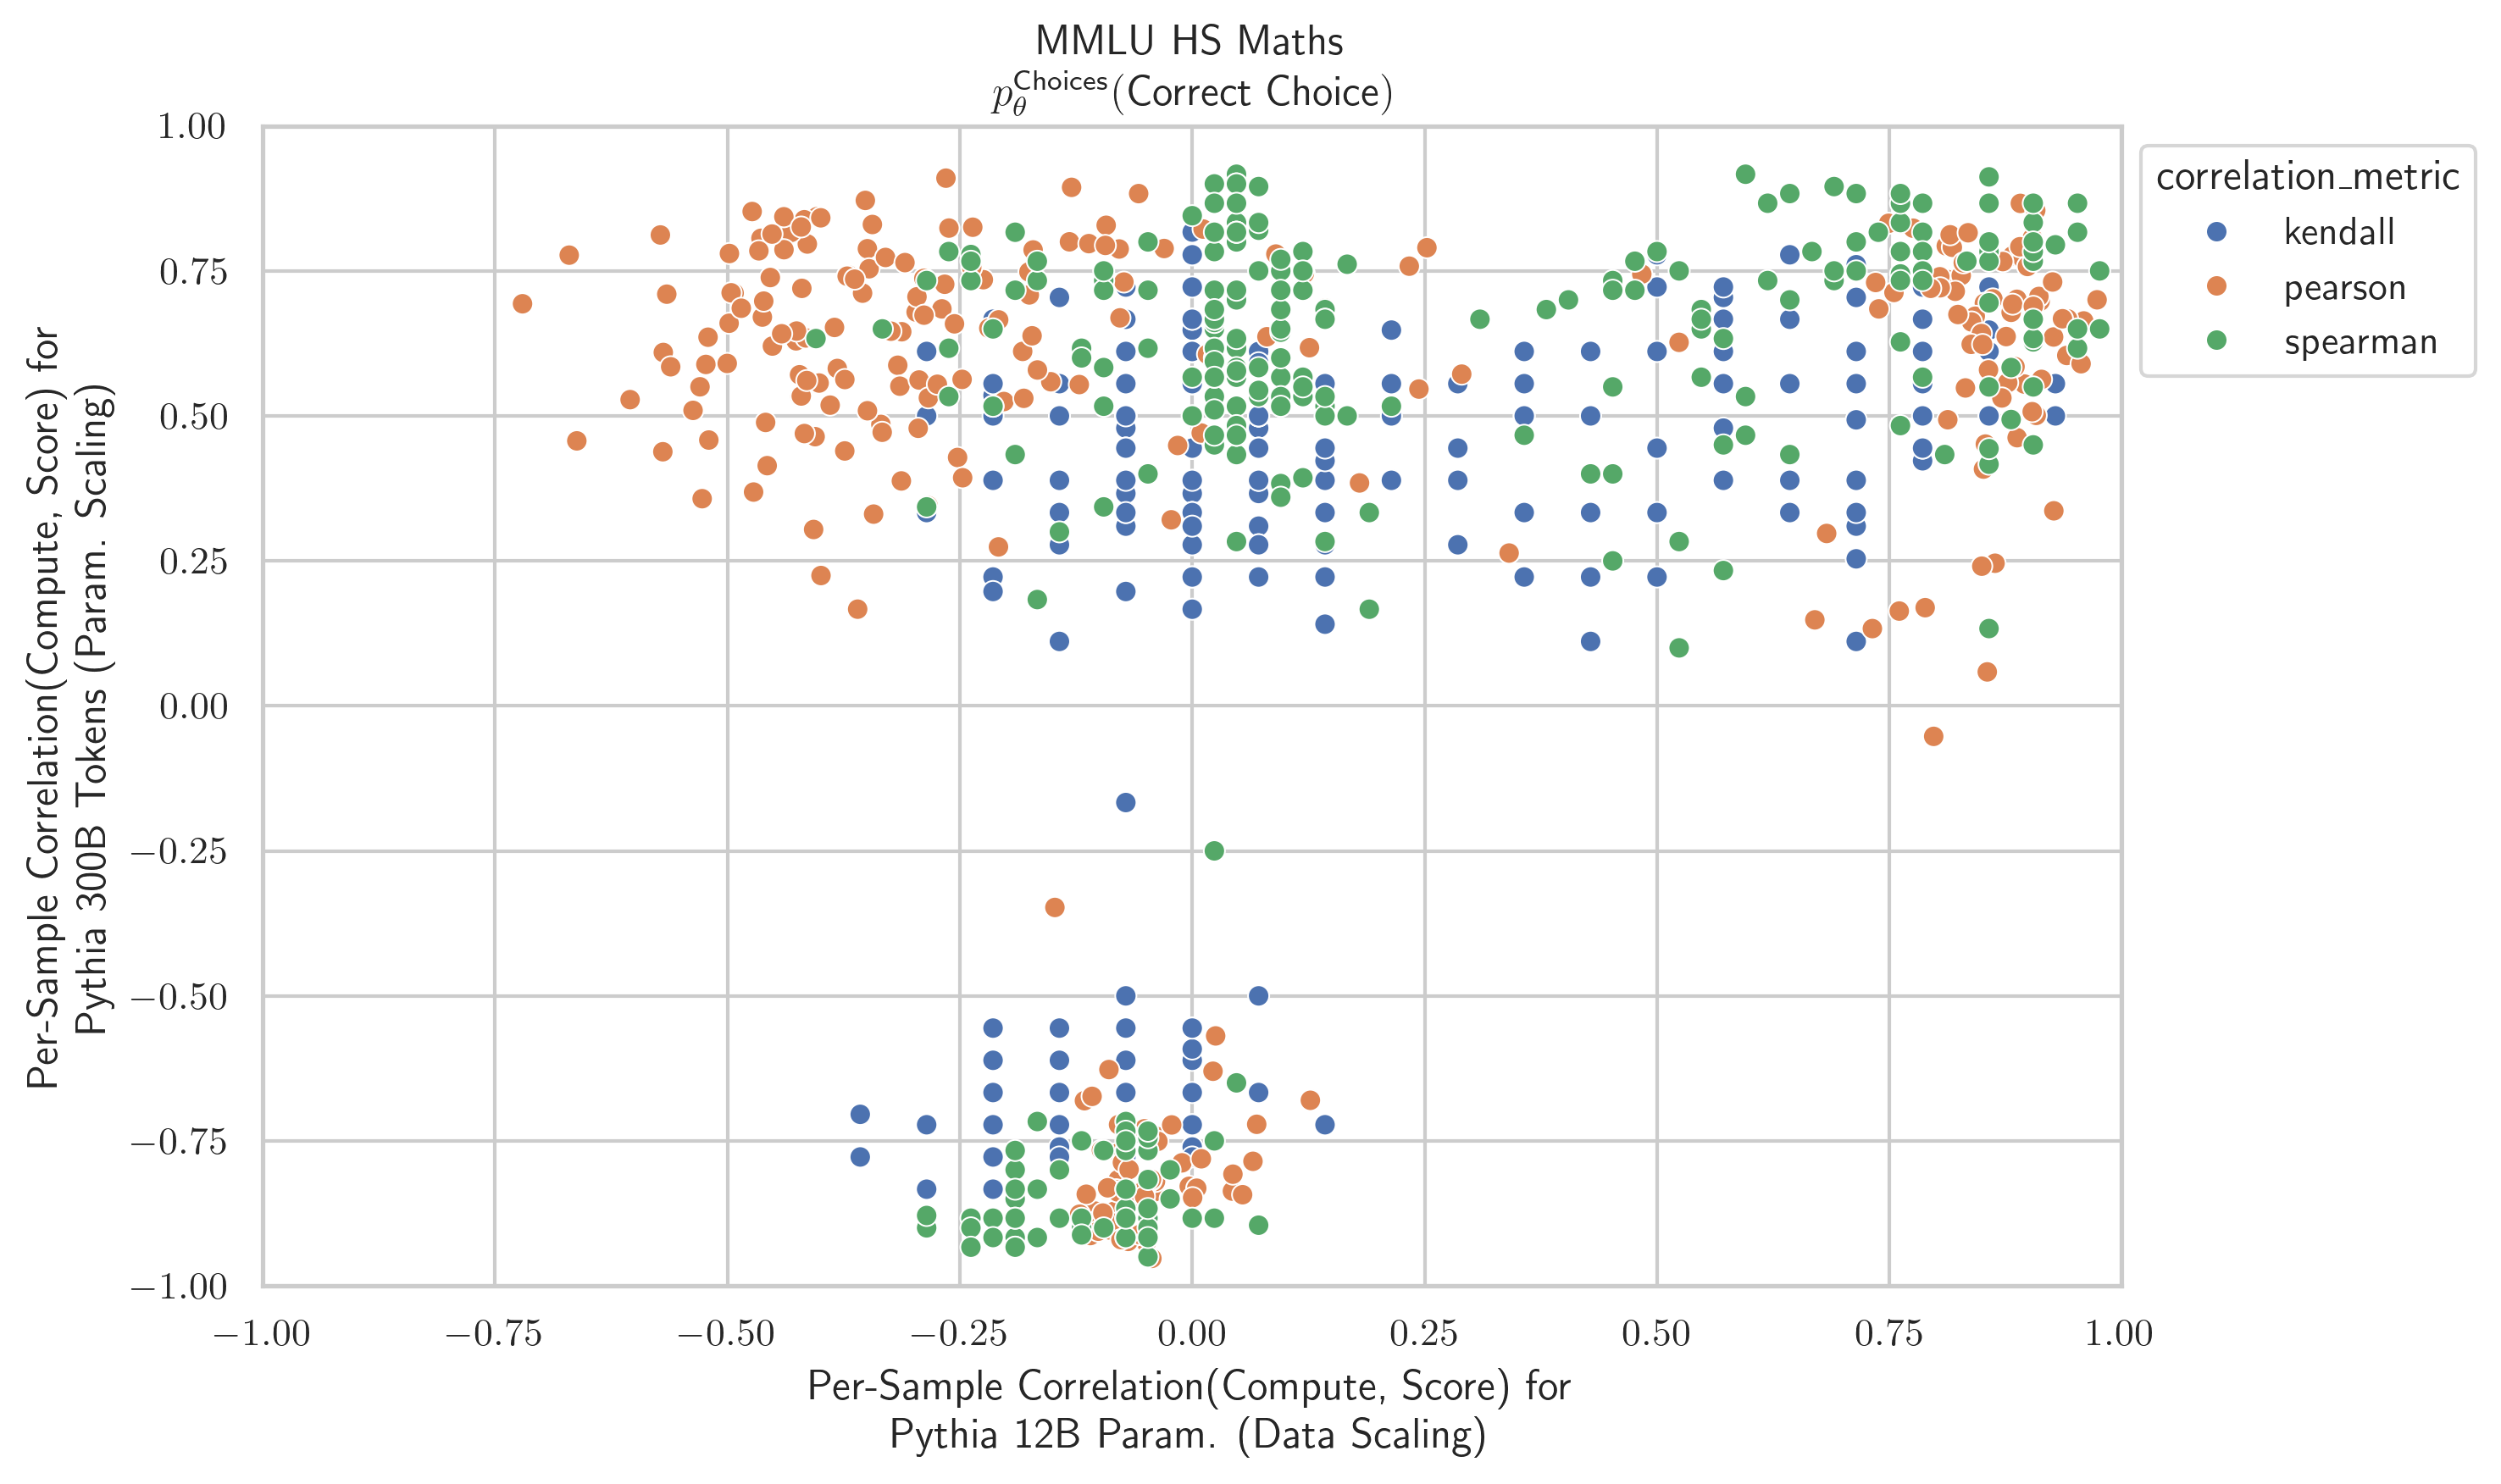 MMLU HS Maths
p_θ^Choices(Correct Choice)
1.00
0.75
0.50
0.25
0.00
−0.25
−0.50
−0.75
−1.00
Per-Sample Correlation(Compute, Score) for
Pythia 300B Tokens (Param. Scaling)
correlation_metric
kendall
pearson
spearman
−1.00 −0.75 −0.50 −0.25 0.00 0.25 0.50 0.75 1.00
Per-Sample Correlation(Compute, Score) for
Pythia 12B Param. (Data Scaling)